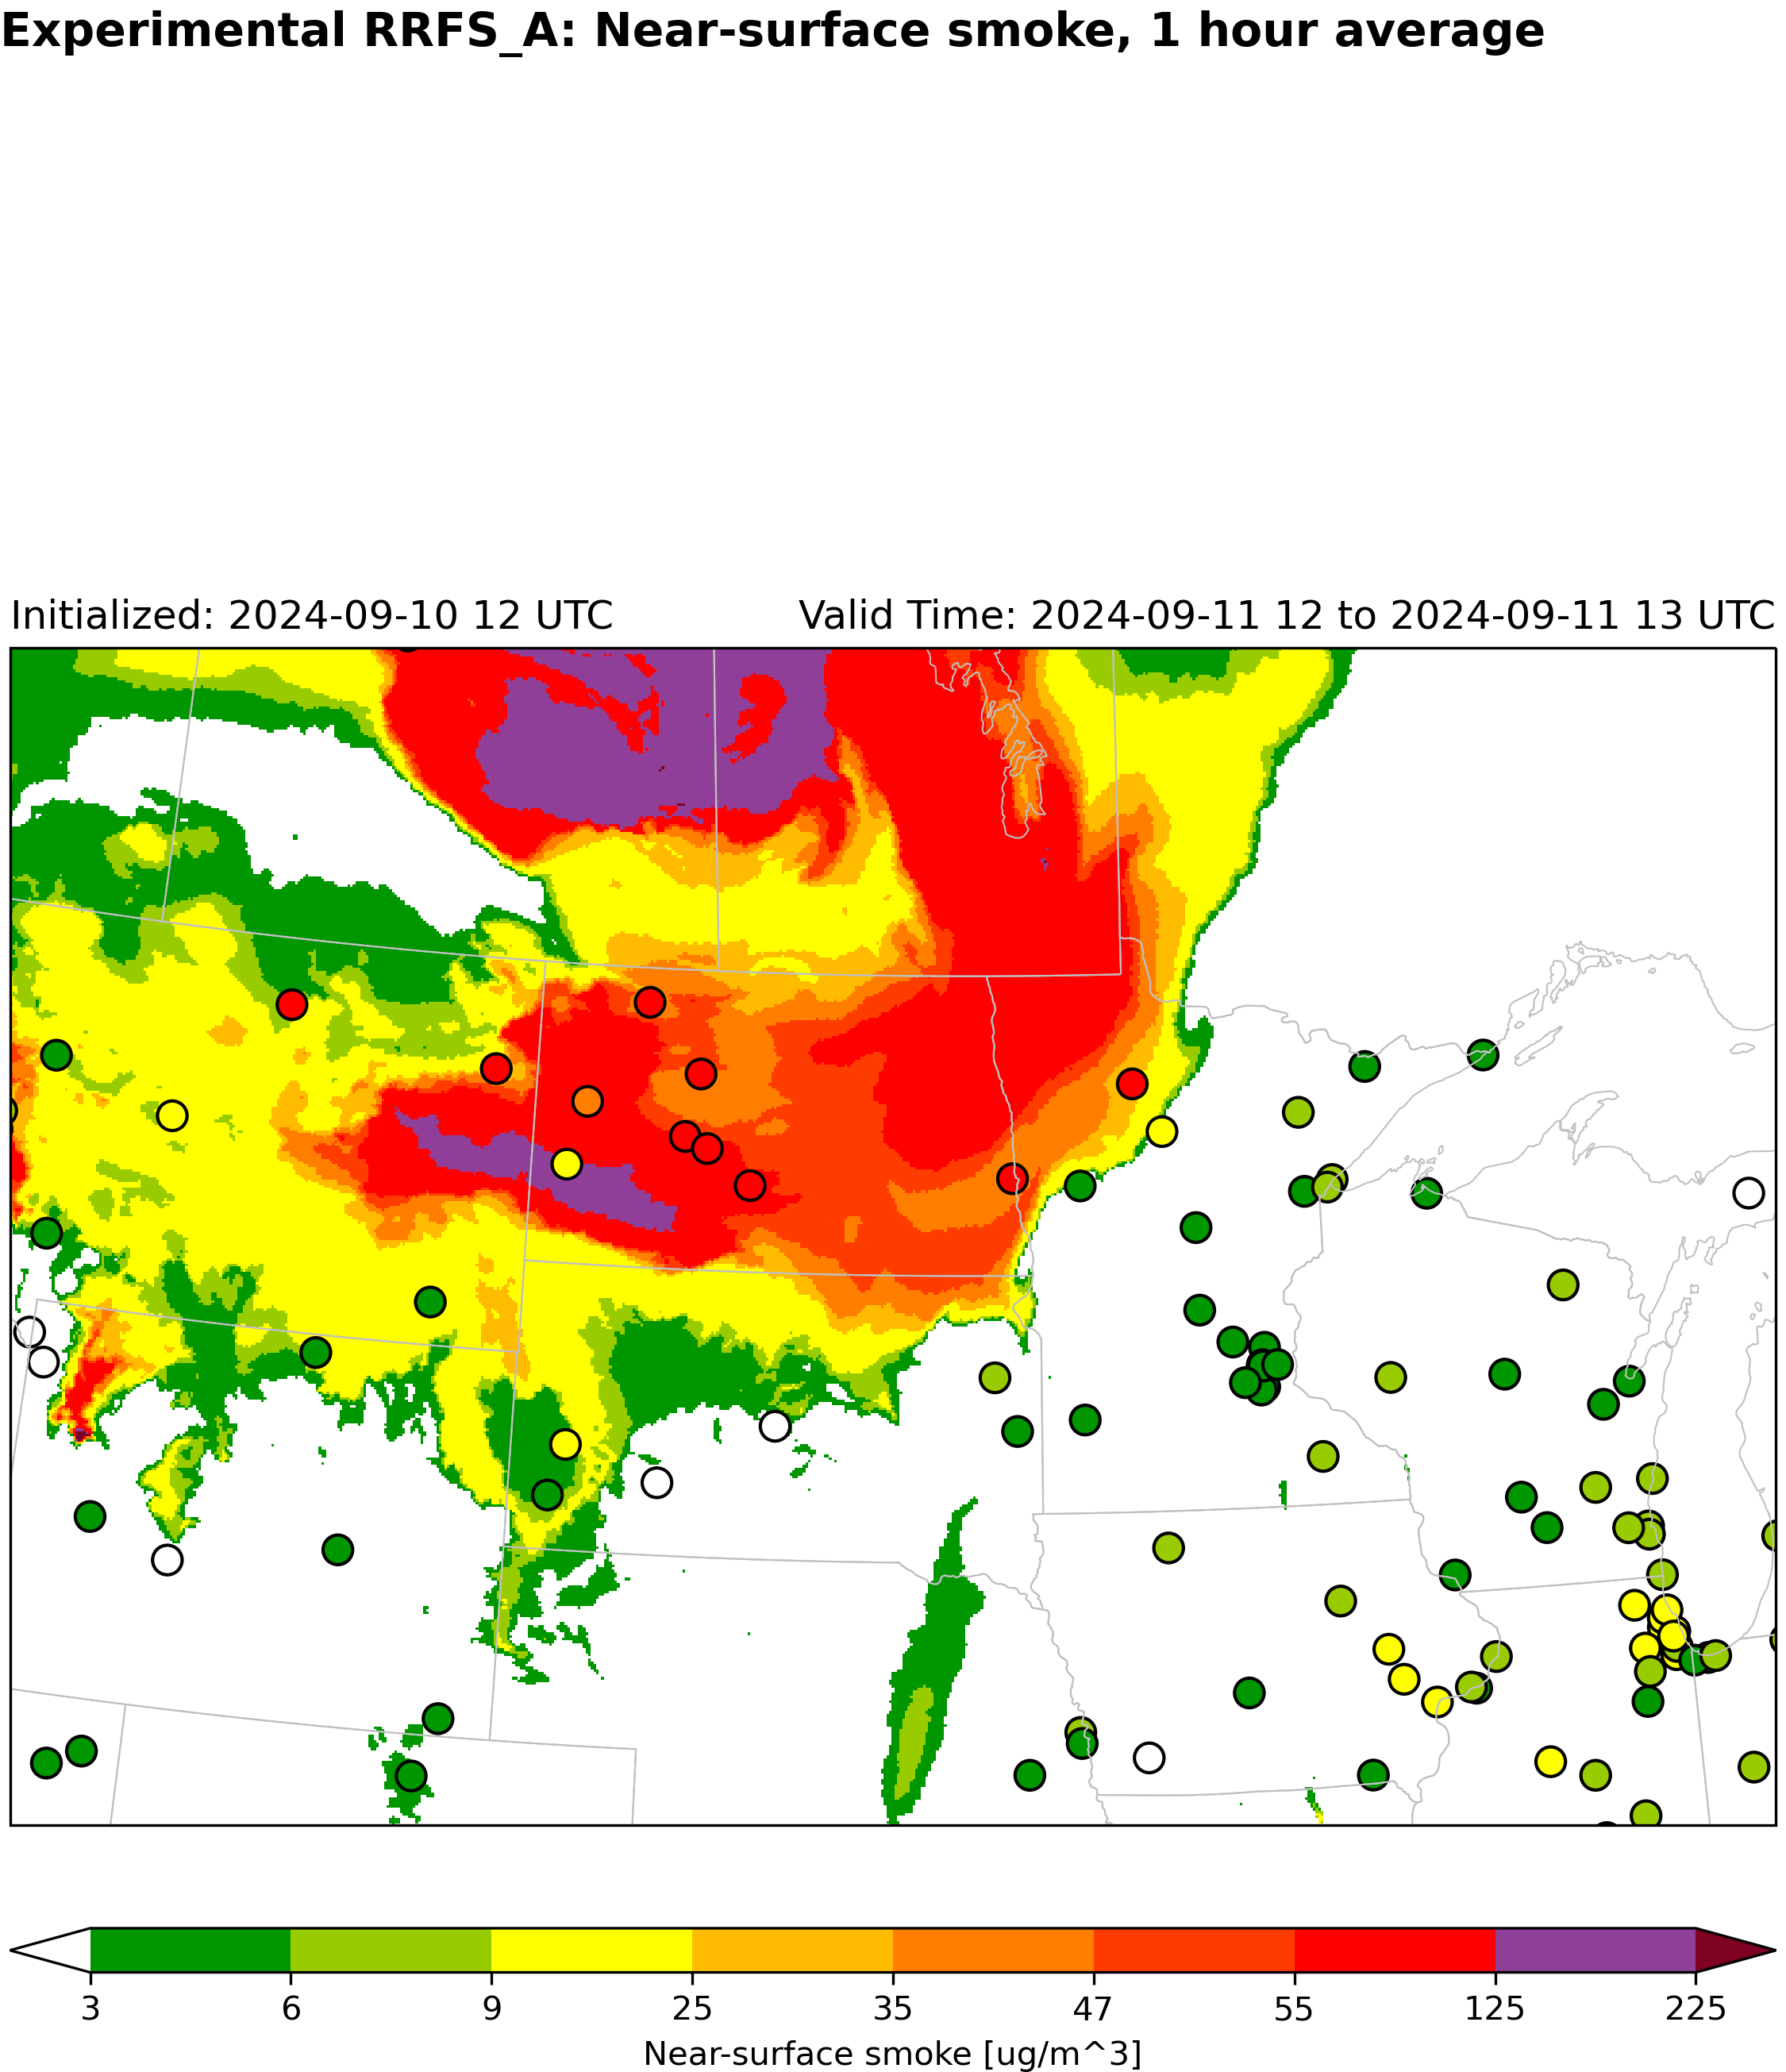 Experimental RRFS_A: Near-surface smoke, 1 hour average
Initialized: 2024-09-10 12 UTC Valid Time: 2024-09-11 12 to 2024-09-11 13 UTC
3 6 9 25 35 47 55 125 225
Near-surface smoke [ug/m^3]